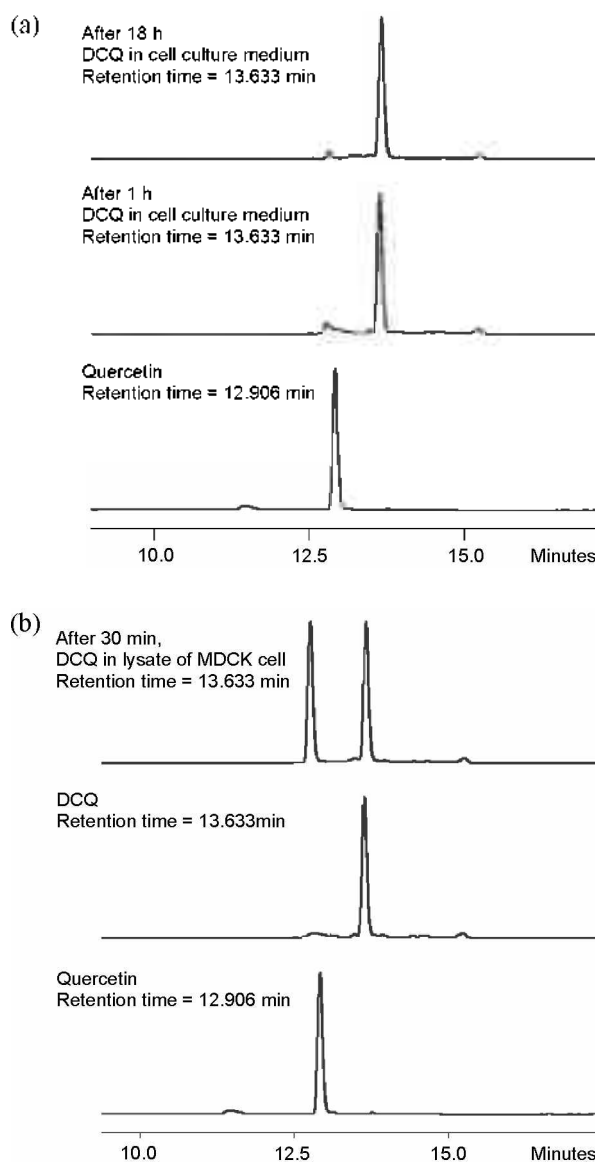 (a)
After 18 h
DCQ in cell culture medium
Retention time = 13.633 min
After 1 h
DCQ in cell culture medium
Retention time = 13.633 min
Quercetin
Retention time = 12.906 min
10.0 12.5 15.0 Minutes
(b)
After 30 min,
DCQ in lysate of MDCK cell
Retention time = 13.633 min
DCQ
Retention time = 13.633min
Quercetin
Retention time = 12.906 min
10.0 12.5 15.0 Minutes